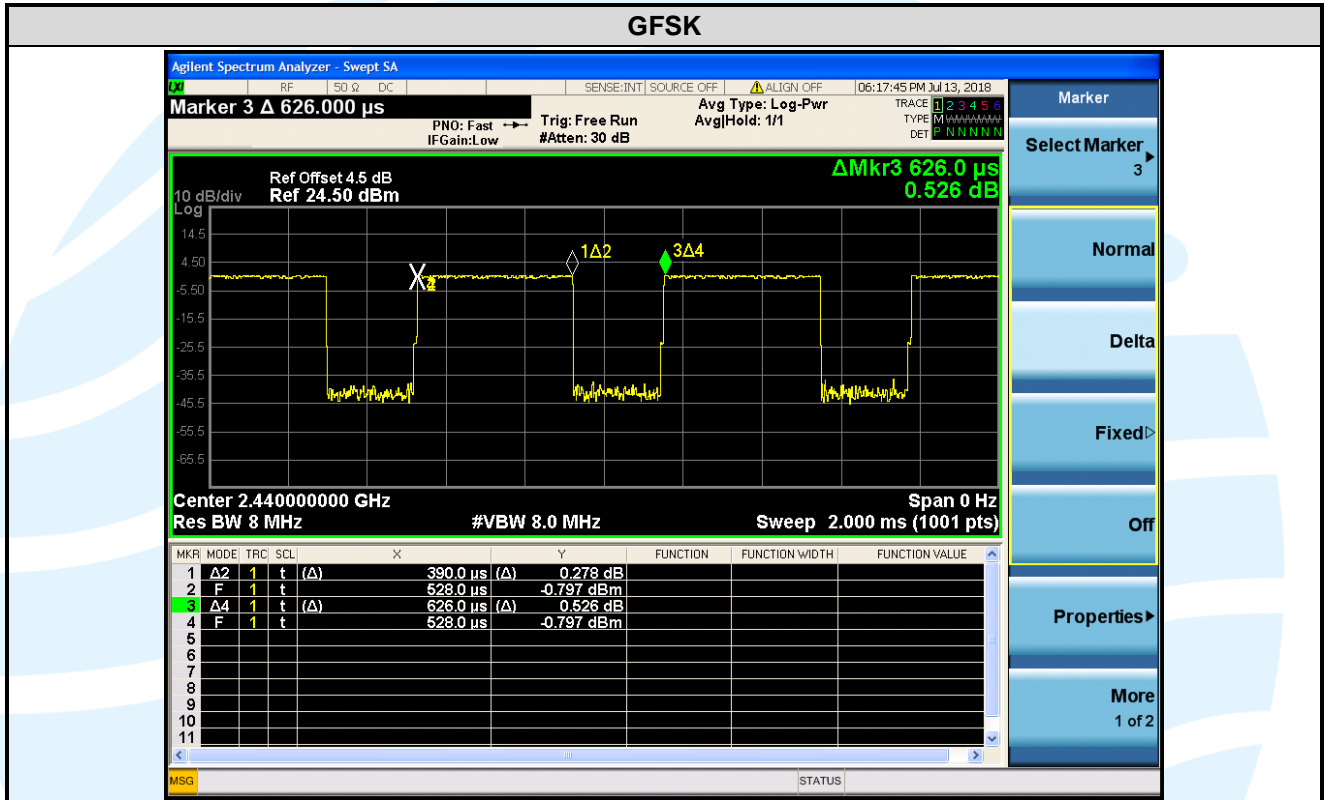 GFSK
Agilent Spectrum Analyzer - Swept SA
LXI RF 50 Ω DC SENSE:INT SOURCE OFF ⚠ ALIGN OFF 06:17:45 PM Jul 13, 2018
Marker 3 Δ 626.000 µs
PNO: Fast
IFGain:Low
Trig: Free Run
#Atten: 30 dB
Avg Type: Log-Pwr
Avg|Hold: 1/1
TRACE 1 2 3 4 5 6
TYPE M WWWWW
DET P N N N N N
ΔMkr3 626.0 µs
0.526 dB
Ref Offset 4.5 dB
10 dB/div Ref 24.50 dBm
Log
14.5
4.50
-5.50
-15.5
-25.5
-35.5
-45.5
-55.5
-65.5
1Δ2
3Δ4
Center 2.440000000 GHz Span 0 Hz
Res BW 8 MHz #VBW 8.0 MHz Sweep 2.000 ms (1001 pts)
MKR MODE TRC SCL X Y FUNCTION FUNCTION WIDTH FUNCTION VALUE
1 Δ2 1 t (Δ) 390.0 µs (Δ) 0.278 dB
2 F 1 t 528.0 µs -0.797 dBm
3 Δ4 1 t (Δ) 626.0 µs (Δ) 0.526 dB
4 F 1 t 528.0 µs -0.797 dBm
5
6
7
8
9
10
11
MSG STATUS
Marker
Select Marker
3
Normal
Delta
Fixed
Off
Properties
More
1 of 2